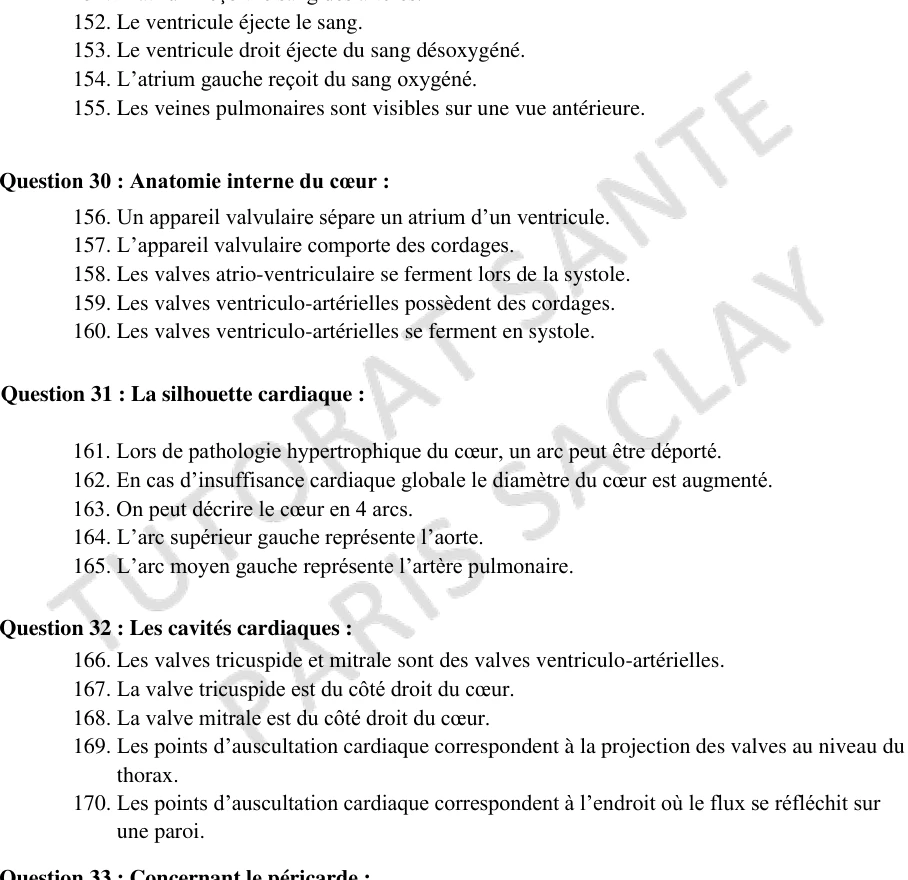 152. Le ventricule éjecte le sang.
153. Le ventricule droit éjecte du sang désoxygéné.
154. L’atrium gauche reçoit du sang oxygéné.
155. Les veines pulmonaires sont visibles sur une vue antérieure.
Question 30 : Anatomie interne du cœur :
156. Un appareil valvulaire sépare un atrium d’un ventricule.
157. L’appareil valvulaire comporte des cordages.
158. Les valves atrio-ventriculaire se ferment lors de la systole.
159. Les valves ventriculo-artérielles possèdent des cordages.
160. Les valves ventriculo-artérielles se ferment en systole.
Question 31 : La silhouette cardiaque :
161. Lors de pathologie hypertrophique du cœur, un arc peut être déporté.
162. En cas d’insuffisance cardiaque globale le diamètre du cœur est augmenté.
163. On peut décrire le cœur en 4 arcs.
164. L’arc supérieur gauche représente l’aorte.
165. L’arc moyen gauche représente l’artère pulmonaire.
Question 32 : Les cavités cardiaques :
166. Les valves tricuspide et mitrale sont des valves ventriculo-artérielles.
167. La valve tricuspide est du côté droit du cœur.
168. La valve mitrale est du côté droit du cœur.
169. Les points d’auscultation cardiaque correspondent à la projection des valves au niveau du
thorax.
170. Les points d’auscultation cardiaque correspondent à l’endroit où le flux se réfléchit sur
une paroi.
Question 33 : Concernant le péricarde :
TUTORAT SANTE
PARIS SACLAY